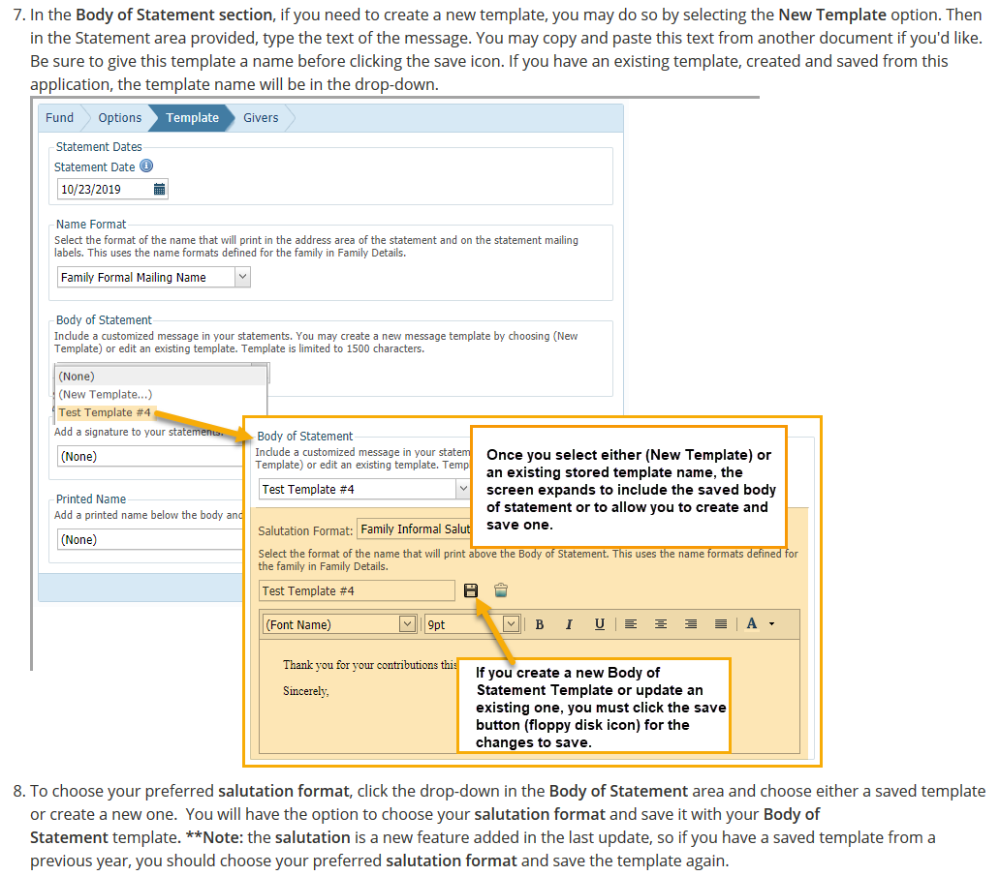 7. In the Body of Statement section, if you need to create a new template, you may do so by selecting the New Template option. Then
in the Statement area provided, type the text of the message. You may copy and paste this text from another document if you'd like.
Be sure to give this template a name before clicking the save icon. If you have an existing template, created and saved from this
application, the template name will be in the drop-down.
Fund Options Template Givers
Statement Dates
Statement Date
10/23/2019
Name Format
Select the format of the name that will print in the address area of the statement and on the statement mailing
labels. This uses the name formats defined for the family in Family Details.
Family Formal Mailing Name
Body of Statement
Include a customized message in your statements. You may create a new message template by choosing (New
Template) or edit an existing template. Template is limited to 1500 characters.
(None)
(New Template...)
Test Template #4
Add a signature to your statements.
(None)
Printed Name
Add a printed name below the body and
(None)
Body of Statement
Include a customized message in your statem
Template) or edit an existing template. Temp
Test Template #4
Once you select either (New Template) or
an existing stored template name, the
screen expands to include the saved body
of statement or to allow you to create and
save one.
Salutation Format: Family Informal Salut
Select the format of the name that will print above the Body of Statement. This uses the name formats defined for
the family in Family Details.
Test Template #4
(Font Name) 9pt B I U A
Thank you for your contributions this
Sincerely,
If you create a new Body of
Statement Template or update an
existing one, you must click the save
button (floppy disk icon) for the
changes to save.
8. To choose your preferred salutation format, click the drop-down in the Body of Statement area and choose either a saved template
or create a new one. You will have the option to choose your salutation format and save it with your Body of
Statement template. **Note: the salutation is a new feature added in the last update, so if you have a saved template from a
previous year, you should choose your preferred salutation format and save the template again.